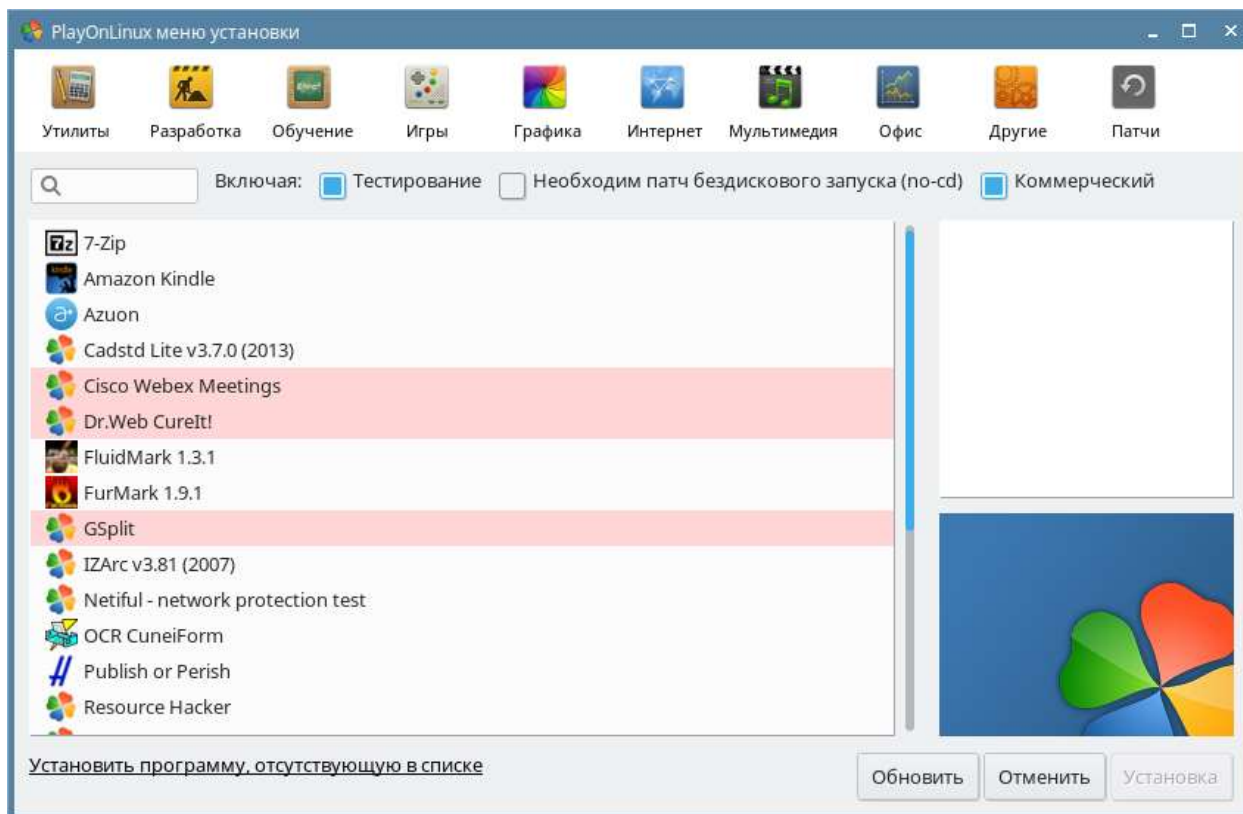 PlayOnLinux меню установки
Утилиты Разработка Обучение Игры Графика Интернет Мультимедия Офис Другие Патчи
Включая: Тестирование Необходим патч бездискового запуска (no-cd) Коммерческий
7-Zip
Amazon Kindle
Azuon
Cadstd Lite v3.7.0 (2013)
Cisco Webex Meetings
Dr.Web CureIt!
FluidMark 1.3.1
FurMark 1.9.1
GSplit
IZArc v3.81 (2007)
Netiful - network protection test
OCR CuneiForm
Publish or Perish
Resource Hacker
Установить программу, отсутствующую в списке
Обновить Отменить Установка